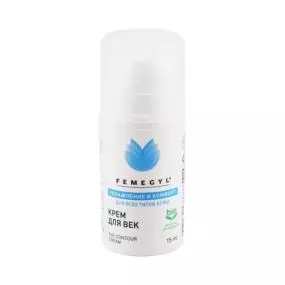 FEMEGYL®
УВЛАЖНЕНИЕ И КОМФОРТ
ДЛЯ ВСЕХ ТИПОВ КОЖИ
КРЕМ
ДЛЯ ВЕК
EYE CONTOUR
CREAM
15 ml